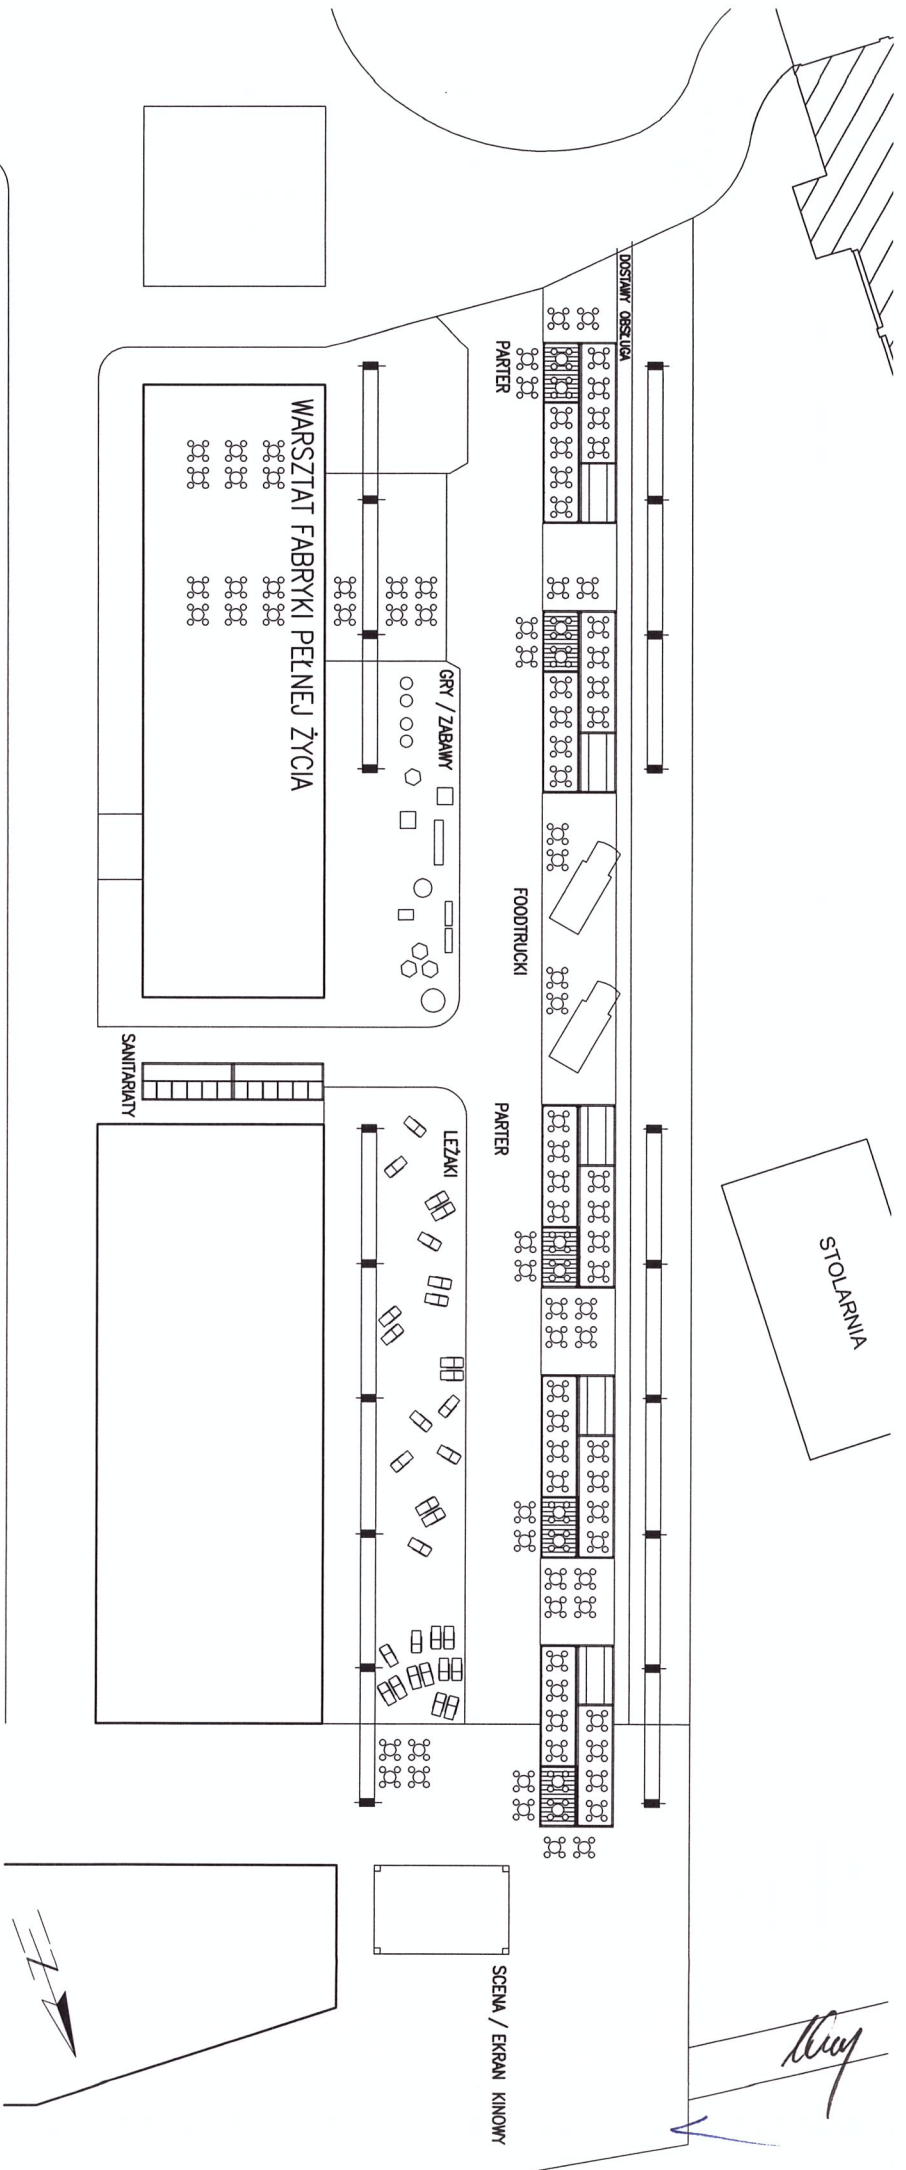 DOSTAWY OBSŁUGA
PARTER
WARSZTAT FABRYKI PEŁNEJ ŻYCIA
GRY / ZABAWY
FOODTRUCKI
SANITARIATY
PARTER
LEŻAKI
STOLARNIA
SCENA / EKRAN KINOWY